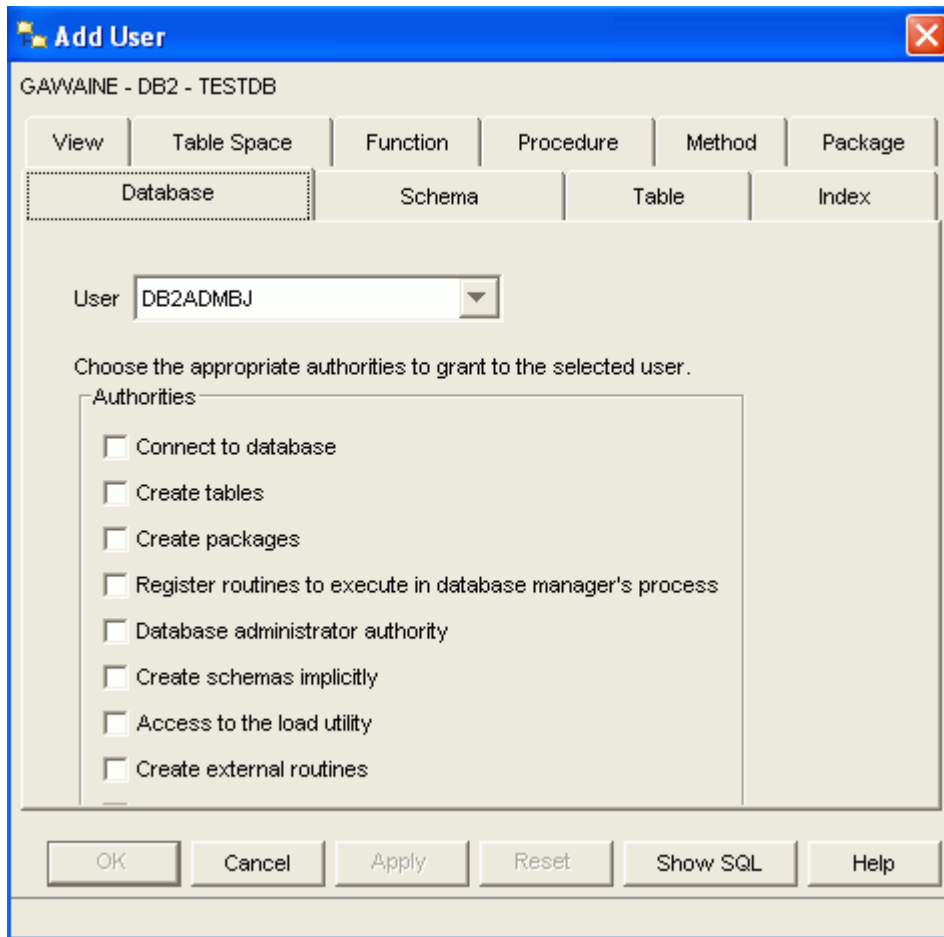 Add User
GAWAINE - DB2 - TESTDB
View Table Space Function Procedure Method Package
Database Schema Table Index
User DB2ADMBJ
Choose the appropriate authorities to grant to the selected user.
Authorities
Connect to database
Create tables
Create packages
Register routines to execute in database manager's process
Database administrator authority
Create schemas implicitly
Access to the load utility
Create external routines
OK Cancel Apply Reset Show SQL Help